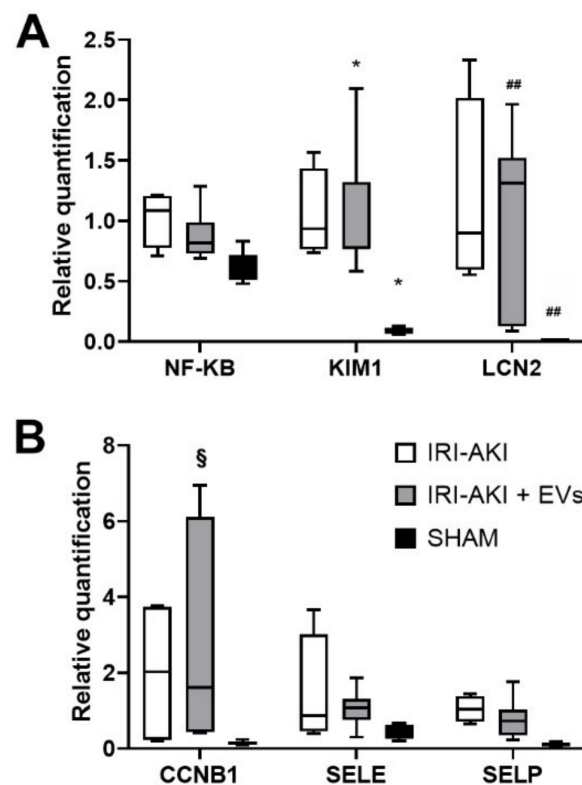 A
Relative quantification
2.5
2.0
1.5
1.0
0.5
0.0
*
*
##
##
NF-KB KIM1 LCN2
B
Relative quantification
8
6
4
2
0
§
IRI-AKI
IRI-AKI + EVs
SHAM
CCNB1 SELE SELP